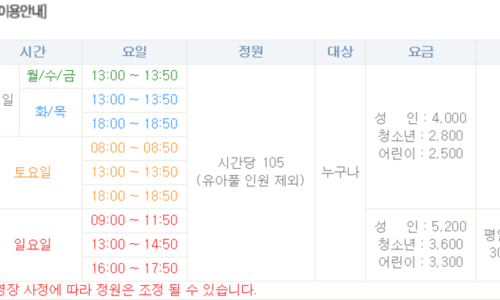 이용안내]
시간 요일 정원 대상 요금
일 월/수/금 13:00 ~ 13:50
화/목 13:00 ~ 13:50
18:00 ~ 18:50
토요일 08:00 ~ 08:50
13:00 ~ 13:50
18:00 ~ 18:50
일요일 09:00 ~ 11:50
13:00 ~ 14:50
16:00 ~ 17:50
시간당 105
(유아풀 인원 제외)
누구나
성 인 : 4,000
청소년 : 2,800
어린이 : 2,500
성 인 : 5,200
청소년 : 3,600
어린이 : 3,300
평일
30
영장 사정에 따라 정원은 조정 될 수 있습니다.